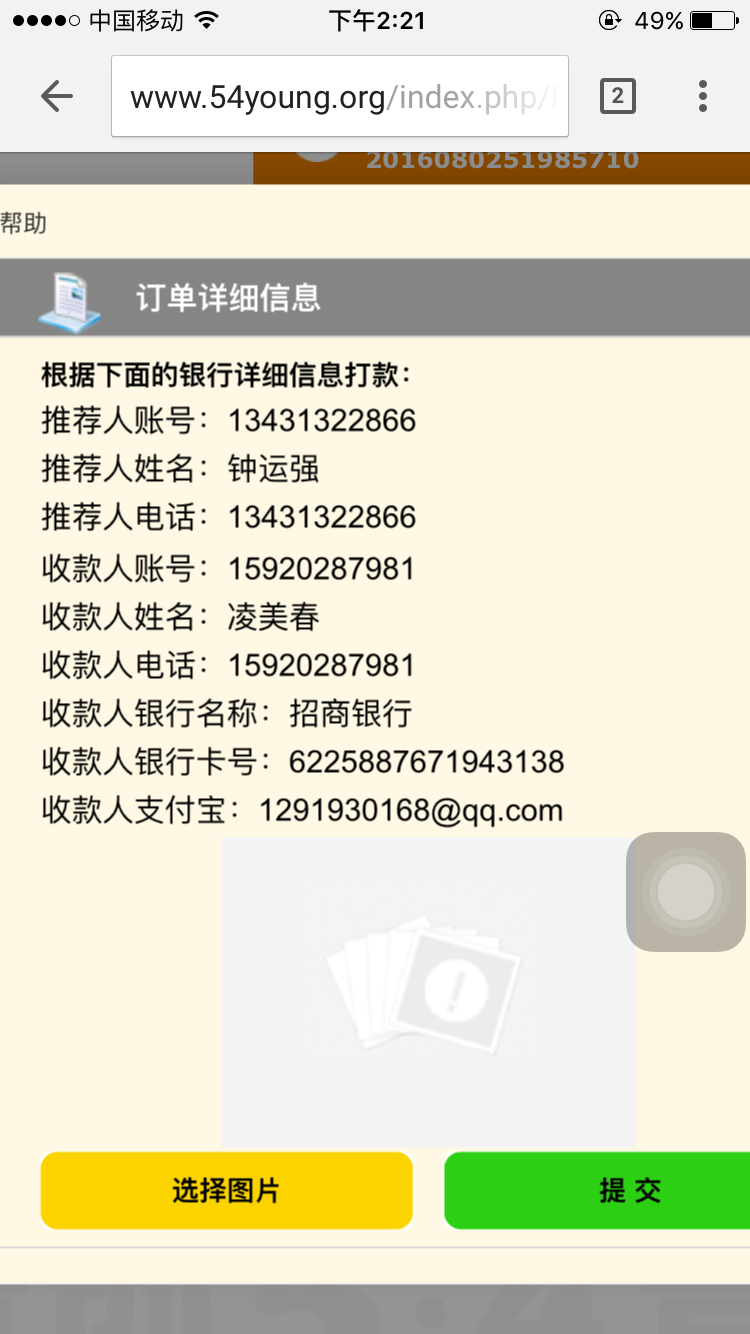 中国移动 下午2:21 49%
www.54young.org/index.php/
2
2016080251985710
帮助
订单详细信息
根据下面的银行详细信息打款：
推荐人账号：13431322866
推荐人姓名：钟运强
推荐人电话：13431322866
收款人账号：15920287981
收款人姓名：凌美春
收款人电话：15920287981
收款人银行名称：招商银行
收款人银行卡号：6225887671943138
收款人支付宝：1291930168@qq.com
选择图片 提 交